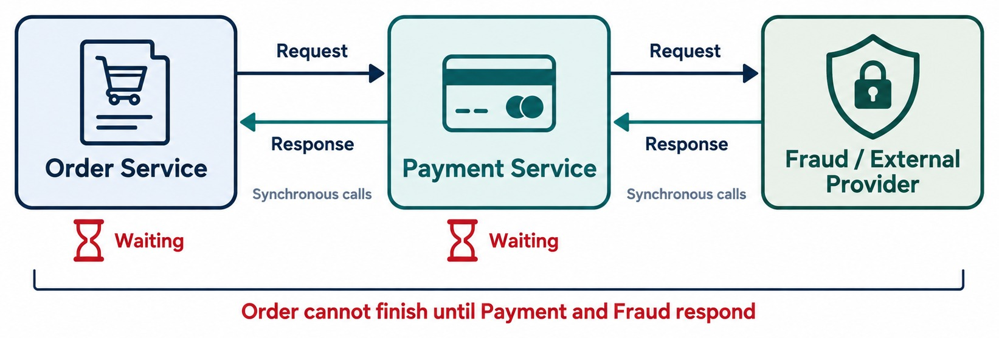 Request
Request
Response
Response
Order Service
Payment Service
Fraud / External
Provider
Synchronous calls
Synchronous calls
Waiting
Waiting
Order cannot finish until Payment and Fraud respond